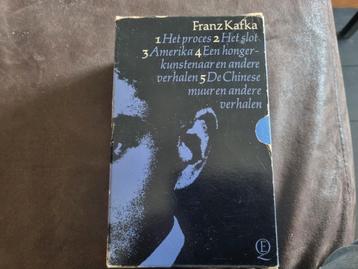 Franz Kafka
1 Het proces 2 Het slot
3 Amerika 4 Een honger-
kunstenaar en andere
verhalen 5 De Chinese
muur en andere
verhalen
EQ